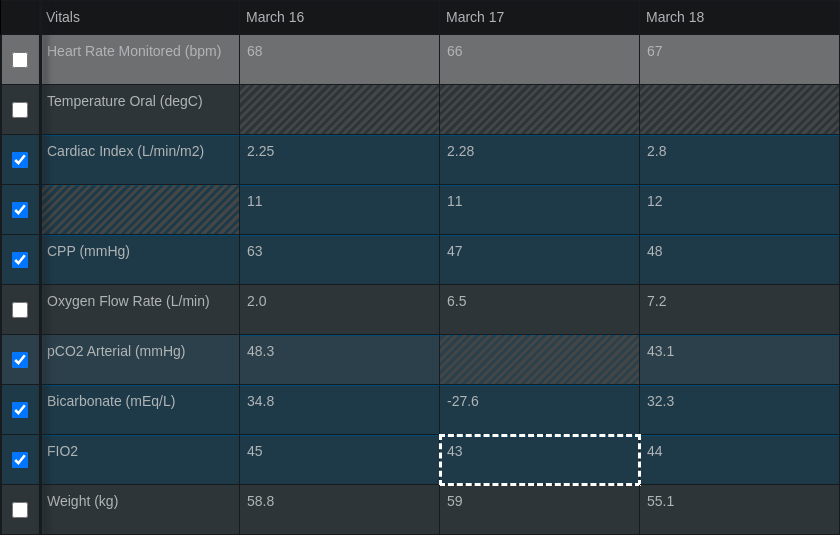 Vitals March 16 March 17 March 18
Heart Rate Monitored (bpm) 68 66 67
Temperature Oral (degC)
Cardiac Index (L/min/m2) 2.25 2.28 2.8
11 11 12
CPP (mmHg) 63 47 48
Oxygen Flow Rate (L/min) 2.0 6.5 7.2
pCO2 Arterial (mmHg) 48.3 43.1
Bicarbonate (mEq/L) 34.8 -27.6 32.3
FIO2 45 43 44
Weight (kg) 58.8 59 55.1